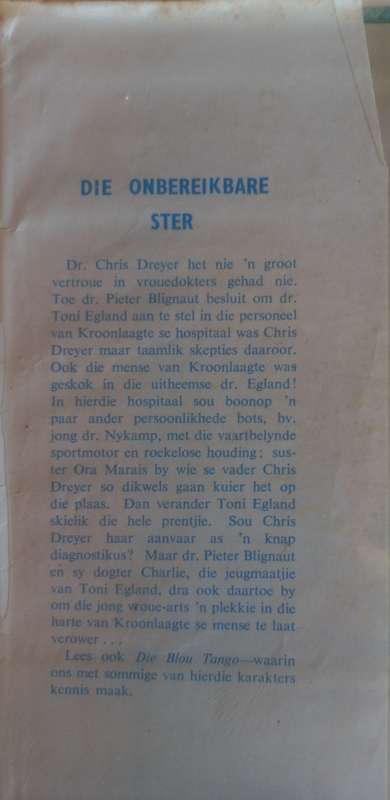 DIE ONBEREIKBARE
STER
Dr. Chris Dreyer het nie 'n groot
vertroue in vrouedokters gehad nie.
Toe dr. Pieter Blignaut besluit om dr.
Toni Egland aan te stel in die personeel
van Kroonlaagte se hospitaal was Chris
Dreyer maar taamlik skepties daaroor.
Ook die mense van Kroonlaagte was
geskok in die uitheemse dr. Egland!
In hierdie hospitaal sou boonop 'n
paar ander persoonlikhede bots, bv.
jong dr. Nykamp, met die vaartbelynde
sportmotor en roekelose houding; sus-
ter Ora Marais by wie se vader Chris
Dreyer so dikwels gaan kuier het op
die plaas. Dan verander Toni Egland
skielik die hele prentjie. Sou Chris
Dreyer haar aanvaar as 'n knap
diagnostikus? Maar dr. Pieter Blignaut
en sy dogter Charlie, die jeugmaatjie
van Toni Egland, dra ook daartoe by
om die jong vroue-arts 'n plekkie in die
harte van Kroonlaagte se mense te laat
verower . . .
Lees ook Die Blou Tango—waarin
ons met sommige van hierdie karakters
kennis maak.